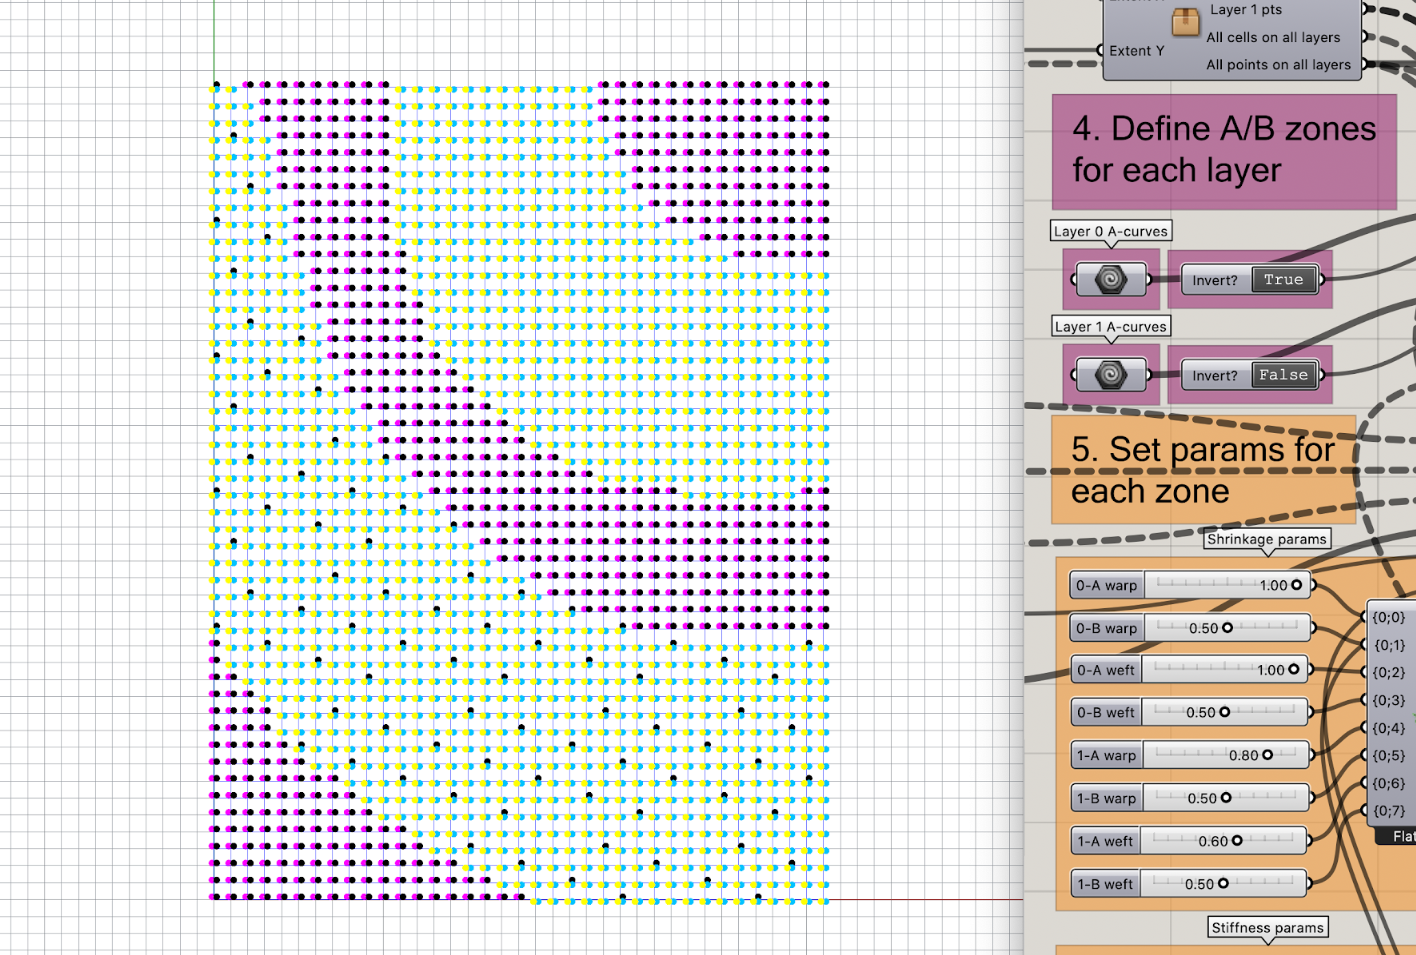 Layer 1 pts
All cells on all layers
Extent Y
All points on all layers
4. Define A/B zones
for each layer
Layer 0 A-curves
Invert? True
Layer 1 A-curves
Invert? False
5. Set params for
each zone
Shrinkage params
0-A warp 1.00
{0;0}
0-B warp 0.50
{0;1}
0-A weft 1.00
{0;2}
0-B weft 0.50
{0;3}
{0;4}
1-A warp 0.80
{0;5}
1-B warp 0.50
{0;6}
{0;7}
1-A weft 0.60
Flat
1-B weft 0.50
Stiffness params